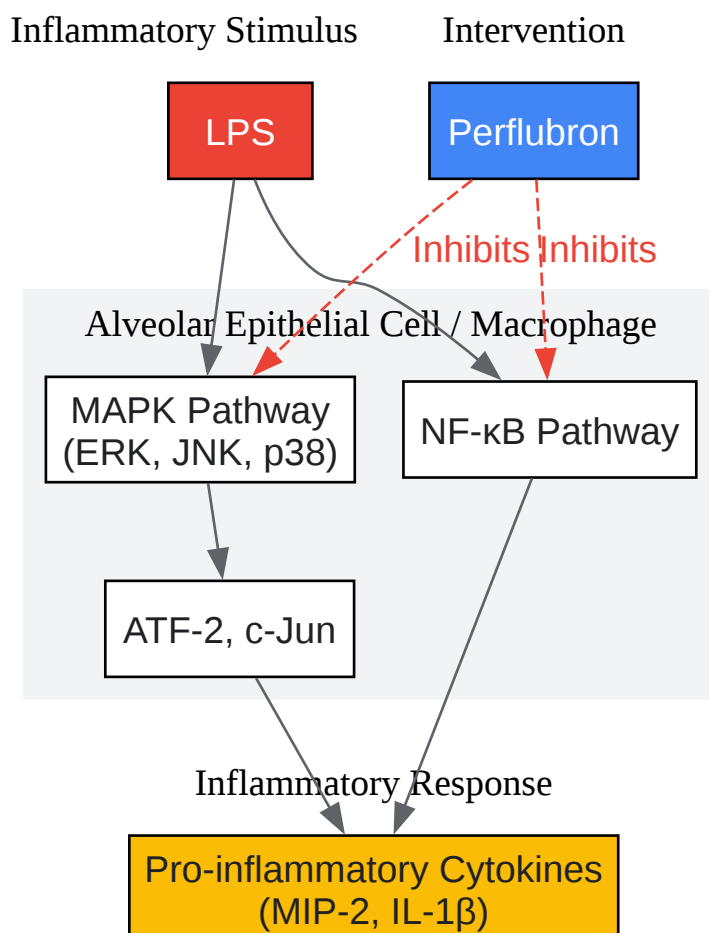 Inflammatory Stimulus
Intervention
LPS
Perflubron
Inhibits
Inhibits
Alveolar Epithelial Cell / Macrophage
MAPK Pathway
(ERK, JNK, p38)
NF-κB Pathway
ATF-2, c-Jun
Inflammatory Response
Pro-inflammatory Cytokines
(MIP-2, IL-1β)